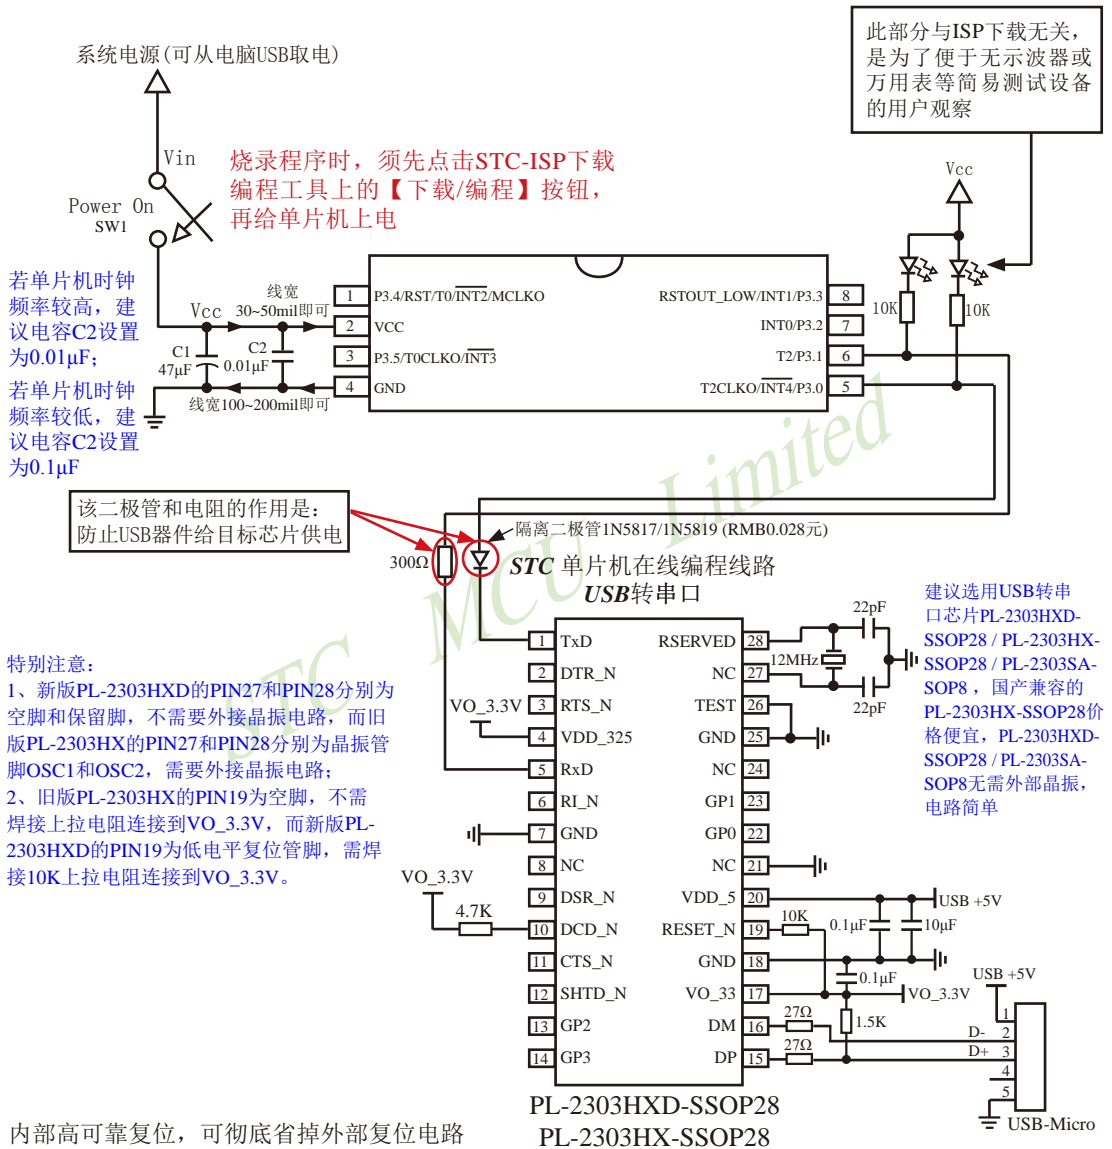 系统电源(可从电脑USB取电)
此部分与ISP下载无关，
是为了便于无示波器或
万用表等简易测试设备
的用户观察
Vin
Power On
SW1
烧录程序时，须先点击STC-ISP下载
编程工具上的【下载/编程】按钮，
再给单片机上电
Vcc
若单片机时钟
频率较高，建
议电容C2设置
为0.01μF；
若单片机时钟
频率较低，建
议电容C2设置
为0.1μF
Vcc
线宽
30~50mil即可
C1
47μF
C2
0.01μF
线宽100~200mil即可
1 P3.4/RST/T0/INT2/MCLKO
2 VCC
3 P3.5/T0CLKO/INT3
4 GND
RSTOUT_LOW/INT1/P3.3 8
INT0/P3.2 7
T2/P3.1 6
T2CLKO/INT4/P3.0 5
10K
10K
该二极管和电阻的作用是：
防止USB器件给目标芯片供电
300Ω
隔离二极管1N5817/1N5819 (RMB0.028元)
STC 单片机在线编程线路
USB转串口
STC MCU Limited
特别注意：
1、新版PL-2303HXD的PIN27和PIN28分别为
空脚和保留脚，不需要外接晶振电路，而旧
版PL-2303HX的PIN27和PIN28分别为晶振管
脚OSC1和OSC2，需要外接晶振电路；
2、旧版PL-2303HX的PIN19为空脚，不需
焊接上拉电阻连接到VO_3.3V，而新版PL-
2303HXD的PIN19为低电平复位管脚，需焊
接10K上拉电阻连接到VO_3.3V。
VO_3.3V
VO_3.3V
4.7K
1 TxD
2 DTR_N
3 RTS_N
4 VDD_325
5 RxD
6 RI_N
7 GND
8 NC
9 DSR_N
10 DCD_N
11 CTS_N
12 SHTD_N
13 GP2
14 GP3
RSERVED 28
NC 27
TEST 26
GND 25
NC 24
GP1 23
GP0 22
NC 21
VDD_5 20
RESET_N 19
GND 18
VO_33 17
DM 16
DP 15
22pF
12MHz
22pF
建议选用USB转串
口芯片PL-2303HXD-
SSOP28 / PL-2303HX-
SSOP28 / PL-2303SA-
SOP8 ，国产兼容的
PL-2303HX-SSOP28价
格便宜，PL-2303HXD-
SSOP28 / PL-2303SA-
SOP8无需外部晶振，
电路简单
USB +5V
10K
0.1μF
10μF
0.1μF
VO_3.3V
27Ω
27Ω
1.5K
USB +5V
1
D- 2
D+ 3
4
5
USB-Micro
PL-2303HXD-SSOP28
PL-2303HX-SSOP28
内部高可靠复位，可彻底省掉外部复位电路